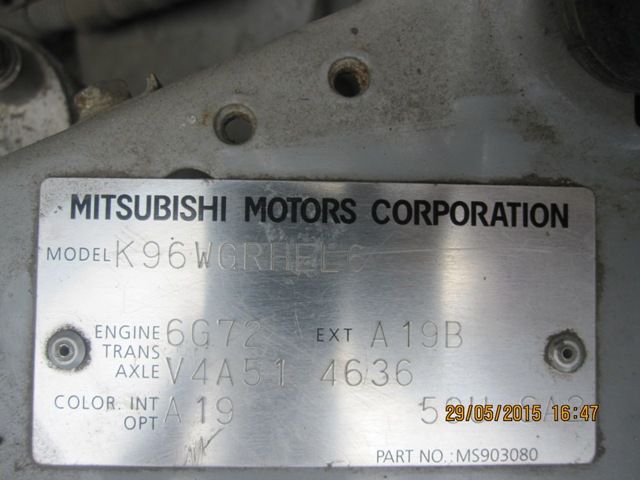 MITSUBISHI MOTORS CORPORATION
MODEL K96WGRHEL6
ENGINE 6G72 EXT A19B
TRANS
AXLE V4A51 4636
COLOR. INT A19
OPT
29/05/2015 16:47
PART NO.: MS903080